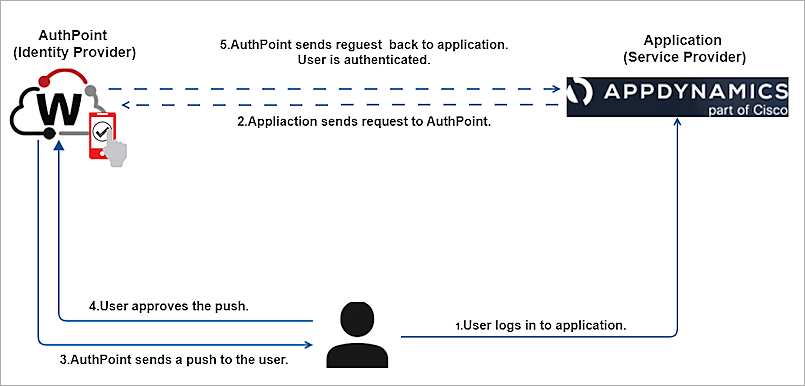 AuthPoint
(Identity Provider)
5.AuthPoint sends reguest back to application.
User is authenticated.
Application
(Service Provider)
W
APPDYNAMICS
part of Cisco
2.Appliaction sends request to AuthPoint.
4.User approves the push.
1.User logs in to application.
3.AuthPoint sends a push to the user.